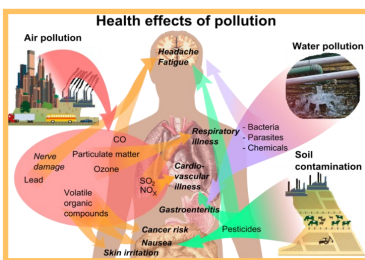 Health effects of pollution
Air pollution
Headache
Fatigue
Water pollution
CO
Particulate matter
Ozone
Nerve
damage
Lead
Volatile
organic
compounds
SO2
NOx
Respiratory
illness
Cardio-
vascular
illness
Gastroenteritis
Cancer risk
Nausea
Skin irritation
- Bacteria
- Parasites
- Chemicals
Soil
contamination
Pesticides